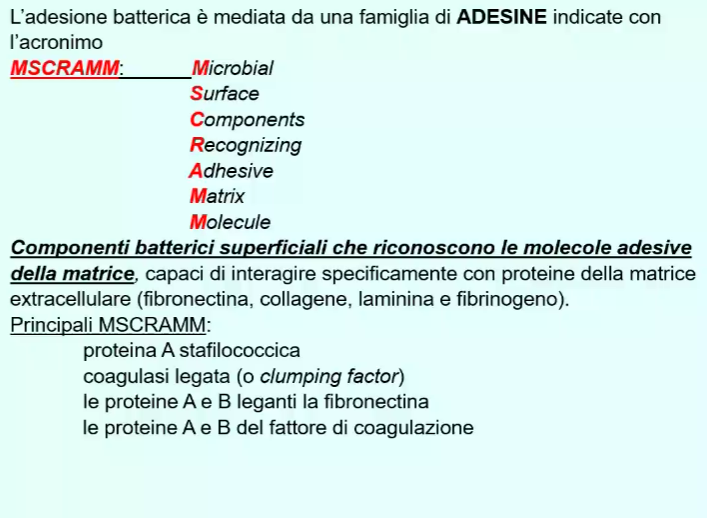 L'adesione batterica è mediata da una famiglia di ADESINE indicate con
l'acronimo
MSCRAMM: Microbial
Surface
Components
Recognizing
Adhesive
Matrix
Molecule
Componenti batterici superficiali che riconoscono le molecole adesive
della matrice, capaci di interagire specificamente con proteine della matrice
extracellulare (fibronectina, collagene, laminina e fibrinogeno).
Principali MSCRAMM:
proteina A stafilococcica
coagulasi legata (o clumping factor)
le proteine A e B leganti la fibronectina
le proteine A e B del fattore di coagulazione